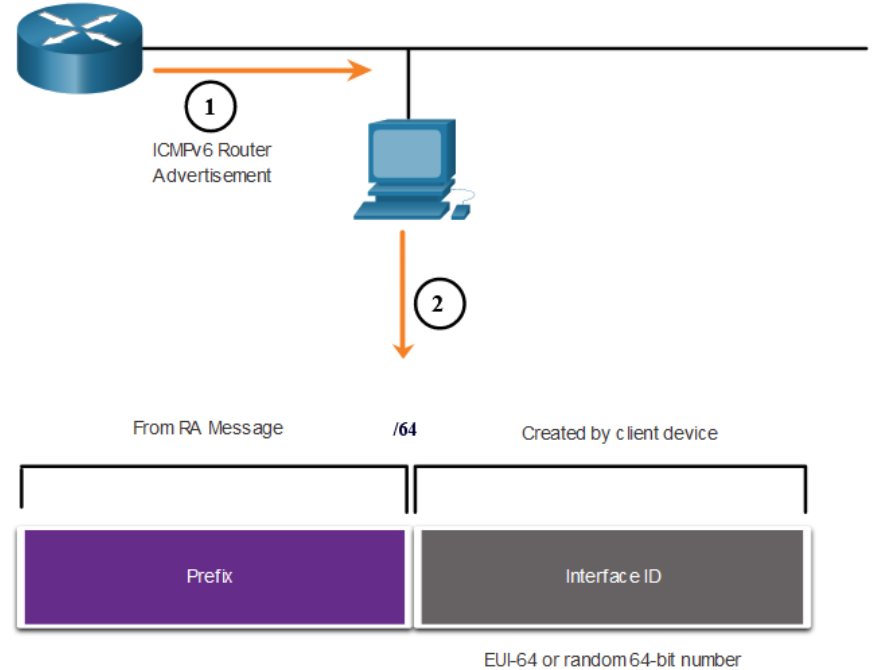 1
ICMPv6 Router
Advertisement
2
From RA Message
/64
Created by client device
Prefix
Interface ID
EUI-64 or random 64-bit number